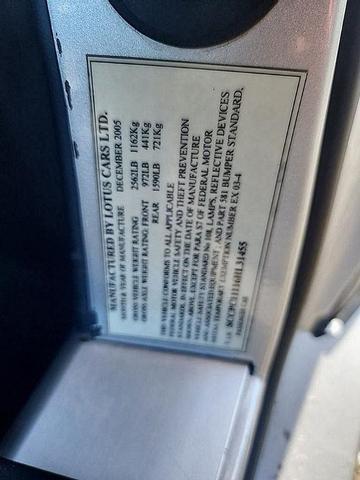 MANUFACTURED BY LOTUS CARS LTD.
MONTH & YEAR OF MANUFACTURE DECEMBER 2005
GROSS VEHICLE WEIGHT RATING 2562LB 1162Kg
GROSS AXLE WEIGHT RATING: FRONT 972LB 441Kg
REAR 1590LB 721Kg
THIS VEHICLE CONFORMS TO ALL APPLICABLE
FEDERAL MOTOR VEHICLE SAFETY AND THEFT PREVENTION
STANDARDS, IN EFFECT ON THE DATE OF MANUFACTURE
SHOWN ABOVE, EXCEPT FOR PARA S7 OF FEDERAL MOTOR
VEHICLE SAFETY STANDARD No 108, LAMPS, REFLECTIVE DEVICES
AND ASSOCIATED EQUIPMENT, AND PART 581 BUMPER STANDARD,
TEMPORARY EXEMPTION NUMBER EX 03-4
PASSENGER CAR